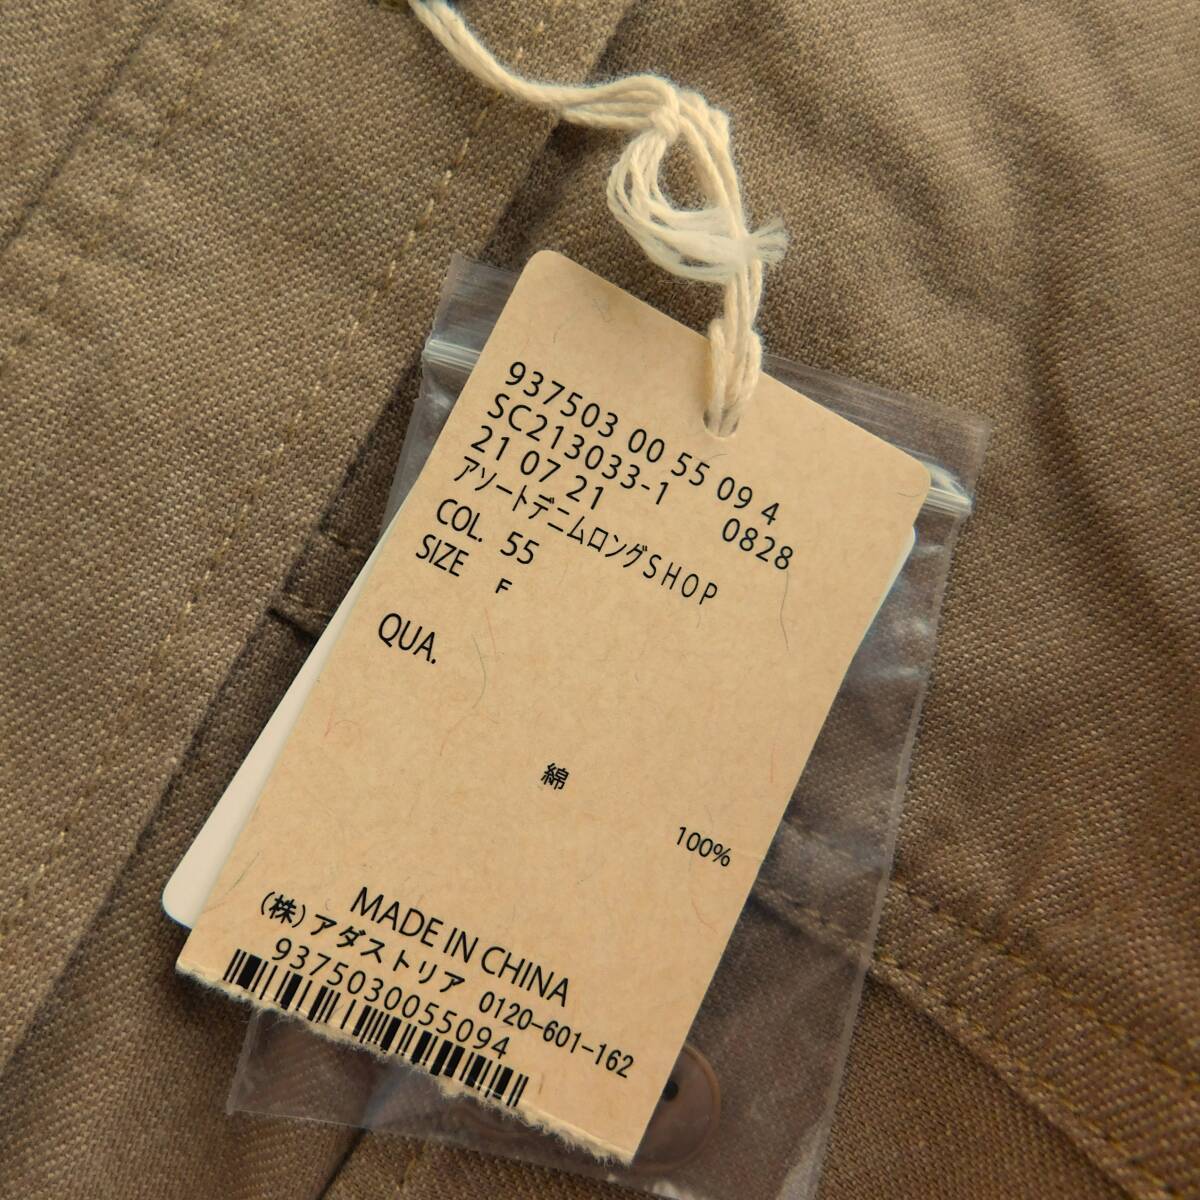 937503 00 55 09 4
SC213033-1 0828
21 07 21
アソートデニムロングSHOP
COL. 55
SIZE F
QUA.
綿
100%
MADE IN CHINA
(株)アダストリア 0120-601-162
9375030055094